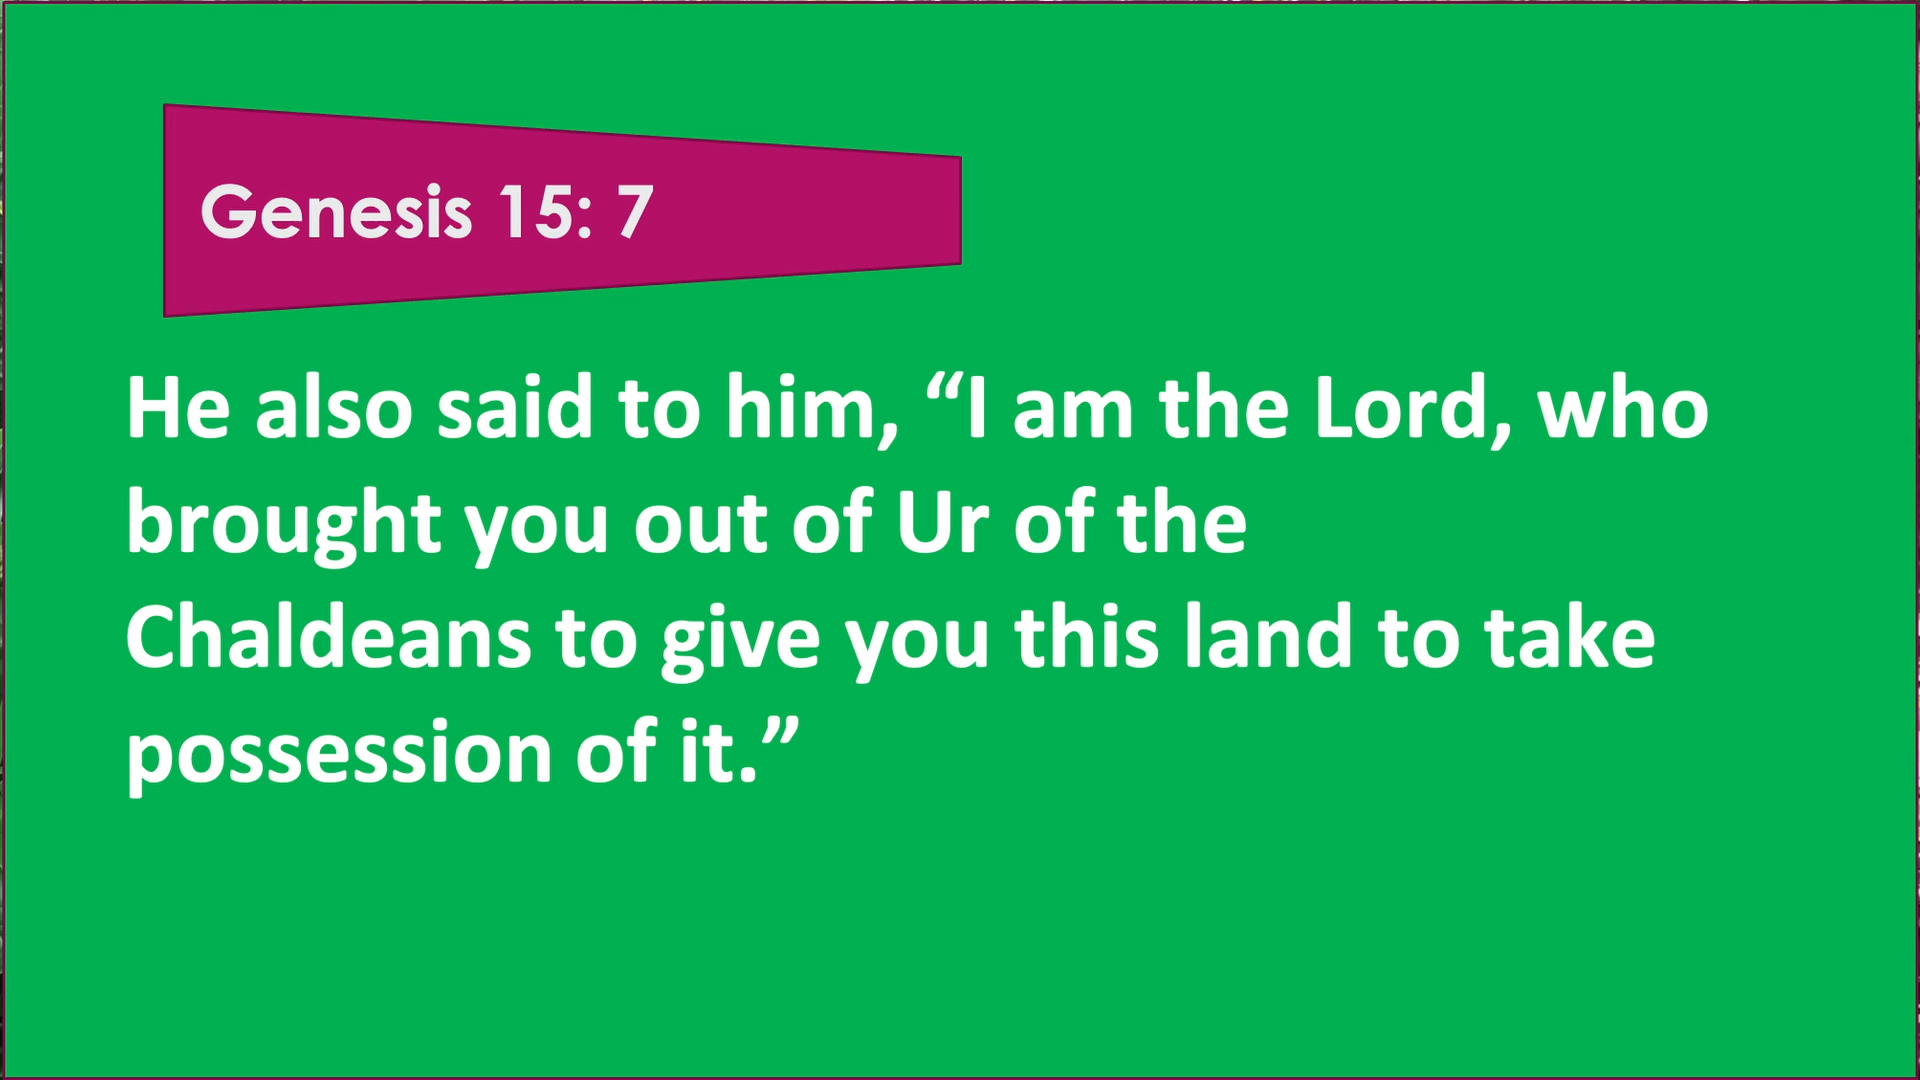 Genesis 15: 7
He also said to him, “I am the Lord, who
brought you out of Ur of the
Chaldeans to give you this land to take
possession of it.”